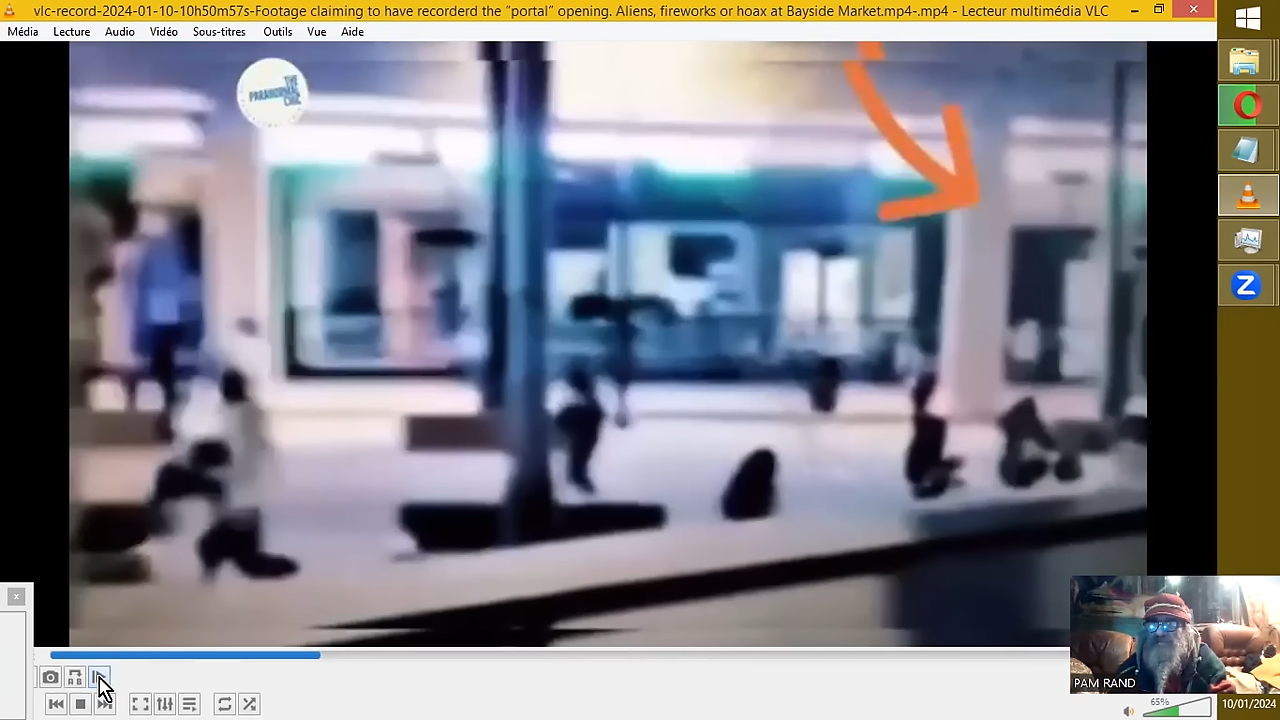 vlc-record-2024-01-10-10h50m57s-Footage claiming to have recorderd the “portal” opening. Aliens, fireworks or hoax at Bayside Market.mp4-.mp4 - Lecteur multimédia VLC
Média Lecture Audio Vidéo Sous-titres Outils Vue Aide
THE
PARANORMAL
CHIC
PAM RAND
65%
10/01/2024